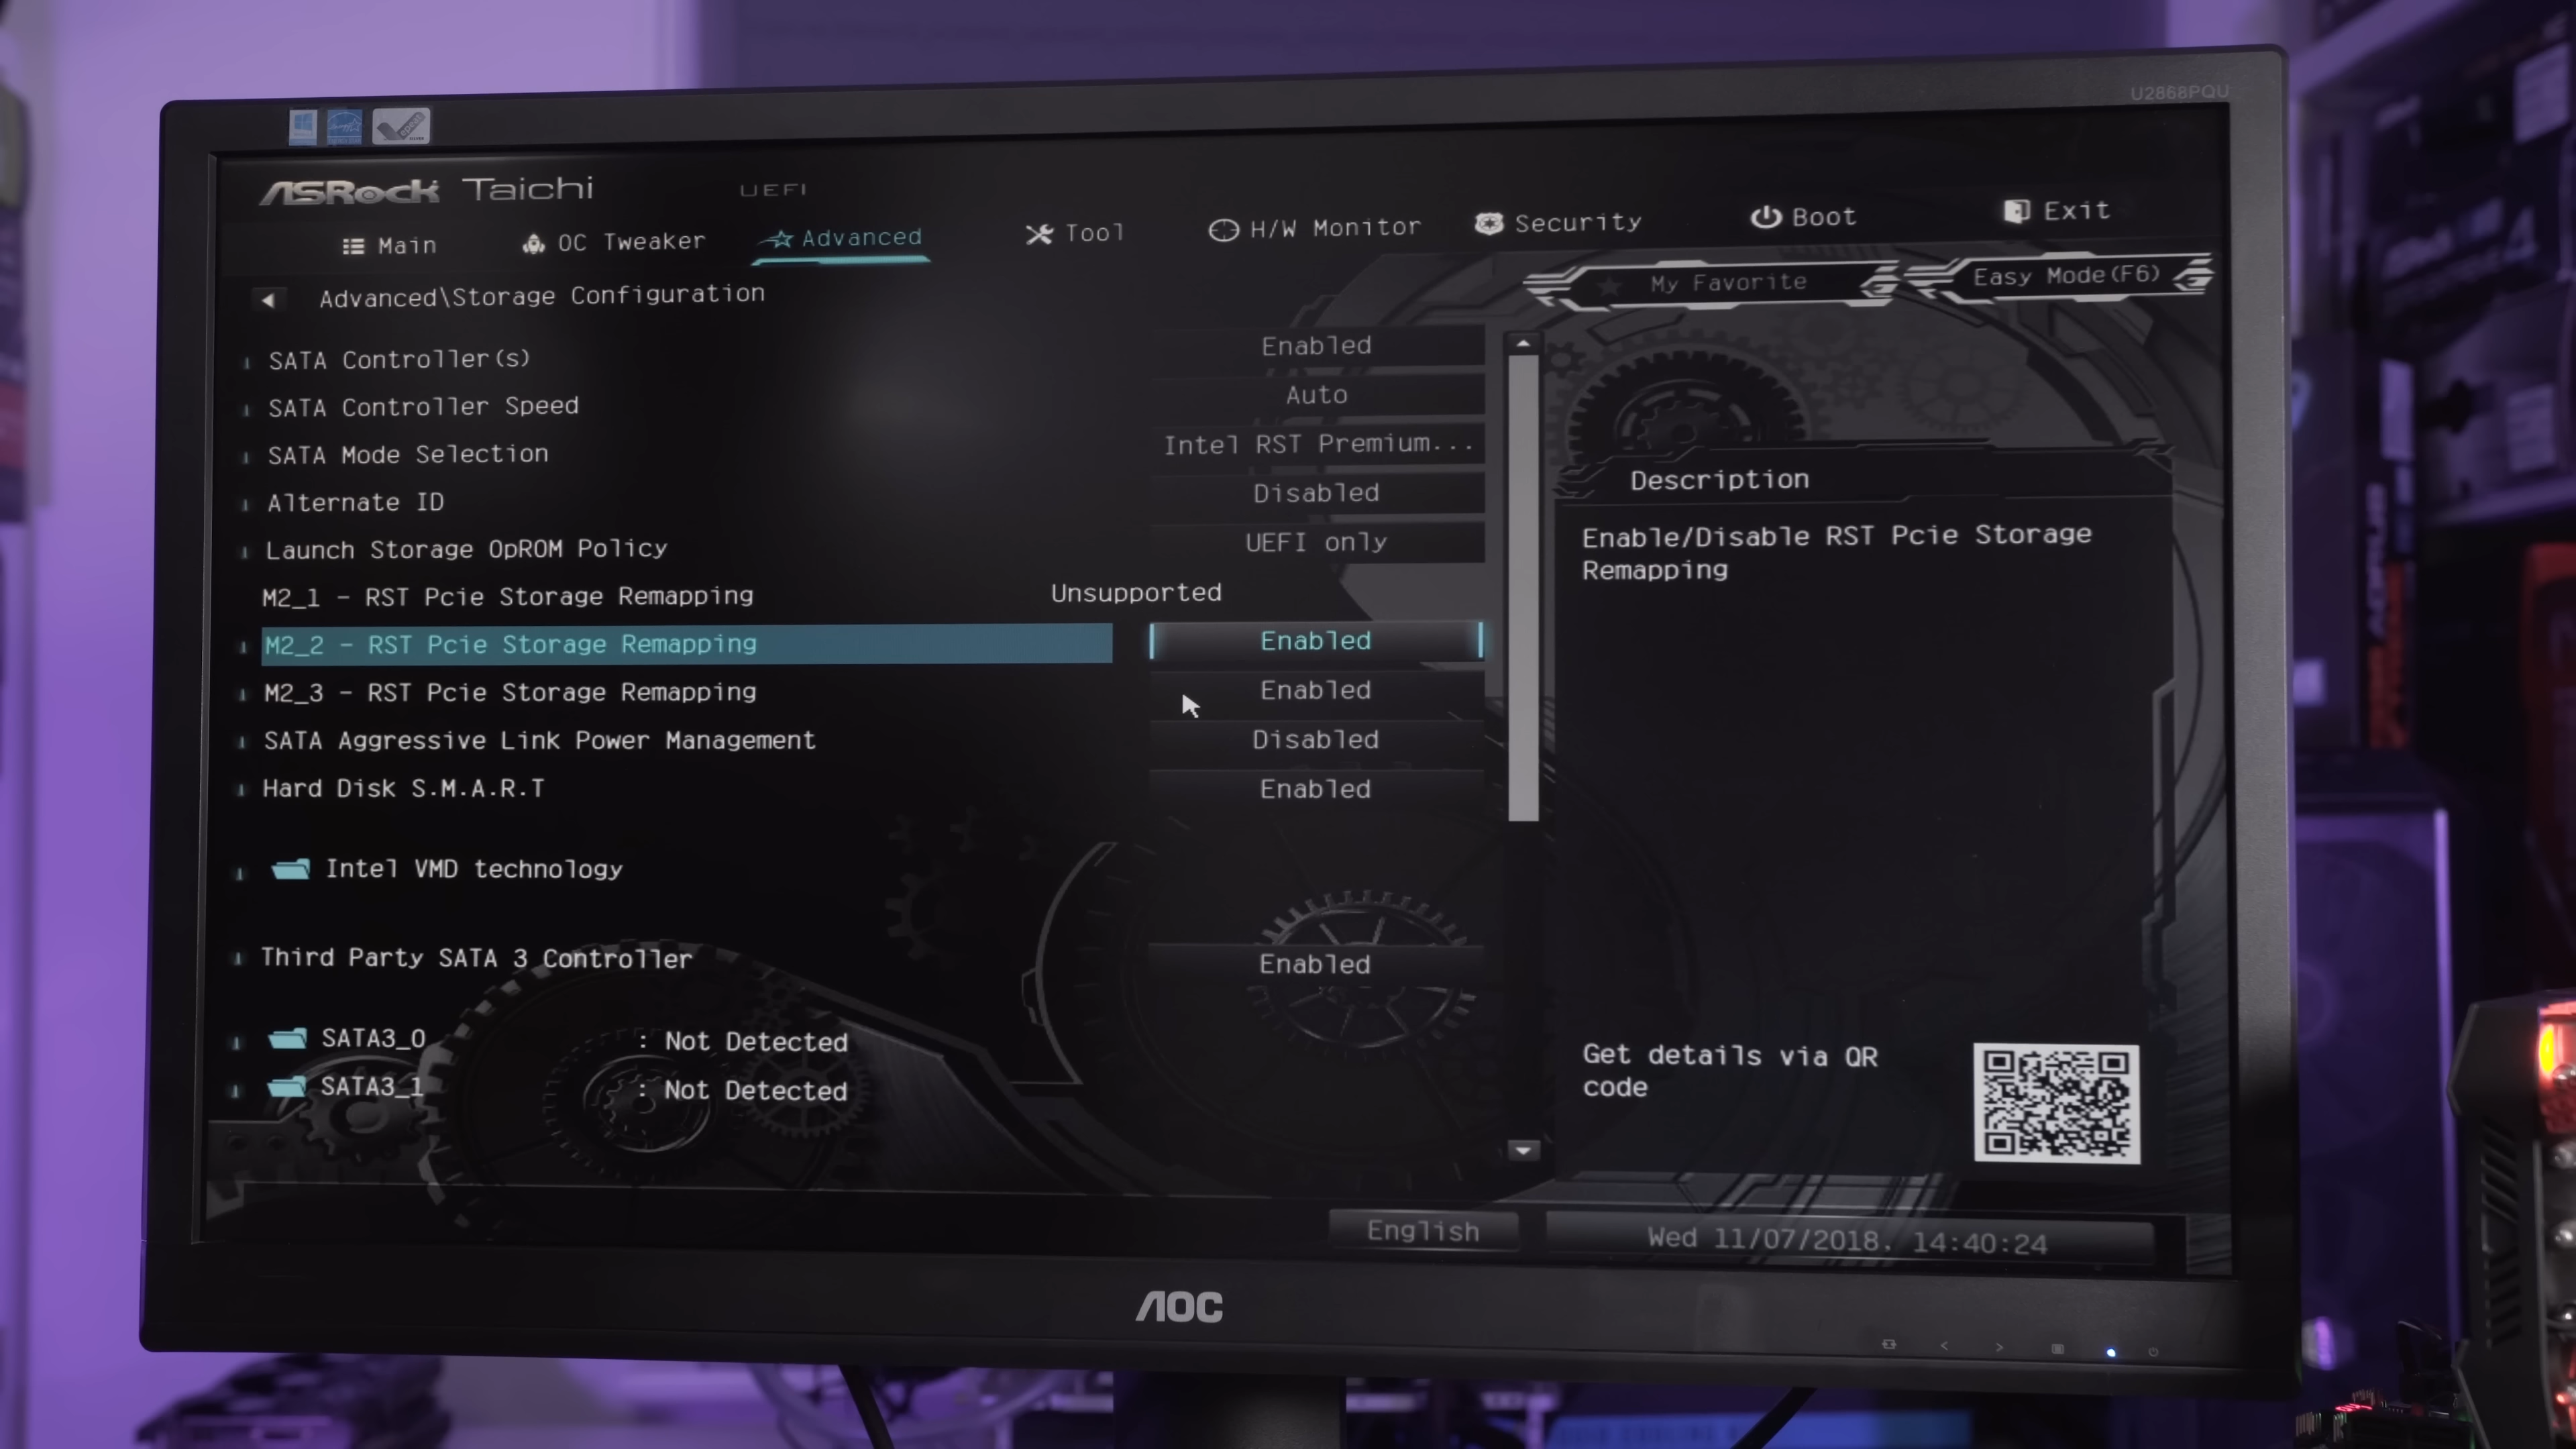 U2868PQU
ASRock Taichi UEFI
Main OC Tweaker Advanced Tool H/W Monitor Security Boot Exit
My Favorite Easy Mode(F6)
Advanced\Storage Configuration
SATA Controller(s) Enabled
SATA Controller Speed Auto
SATA Mode Selection Intel RST Premium...
Alternate ID Disabled
Launch Storage OpROM Policy UEFI only
M2_1 - RST Pcie Storage Remapping Unsupported
M2_2 - RST Pcie Storage Remapping Enabled
M2_3 - RST Pcie Storage Remapping Enabled
SATA Aggressive Link Power Management Disabled
Hard Disk S.M.A.R.T Enabled
Intel VMD technology
Third Party SATA 3 Controller Enabled
SATA3_0 : Not Detected
SATA3_1 : Not Detected
Description
Enable/Disable RST Pcie Storage
Remapping
Get details via QR
code
English Wed 11/07/2018. 14:40:24
AOC
AORUS